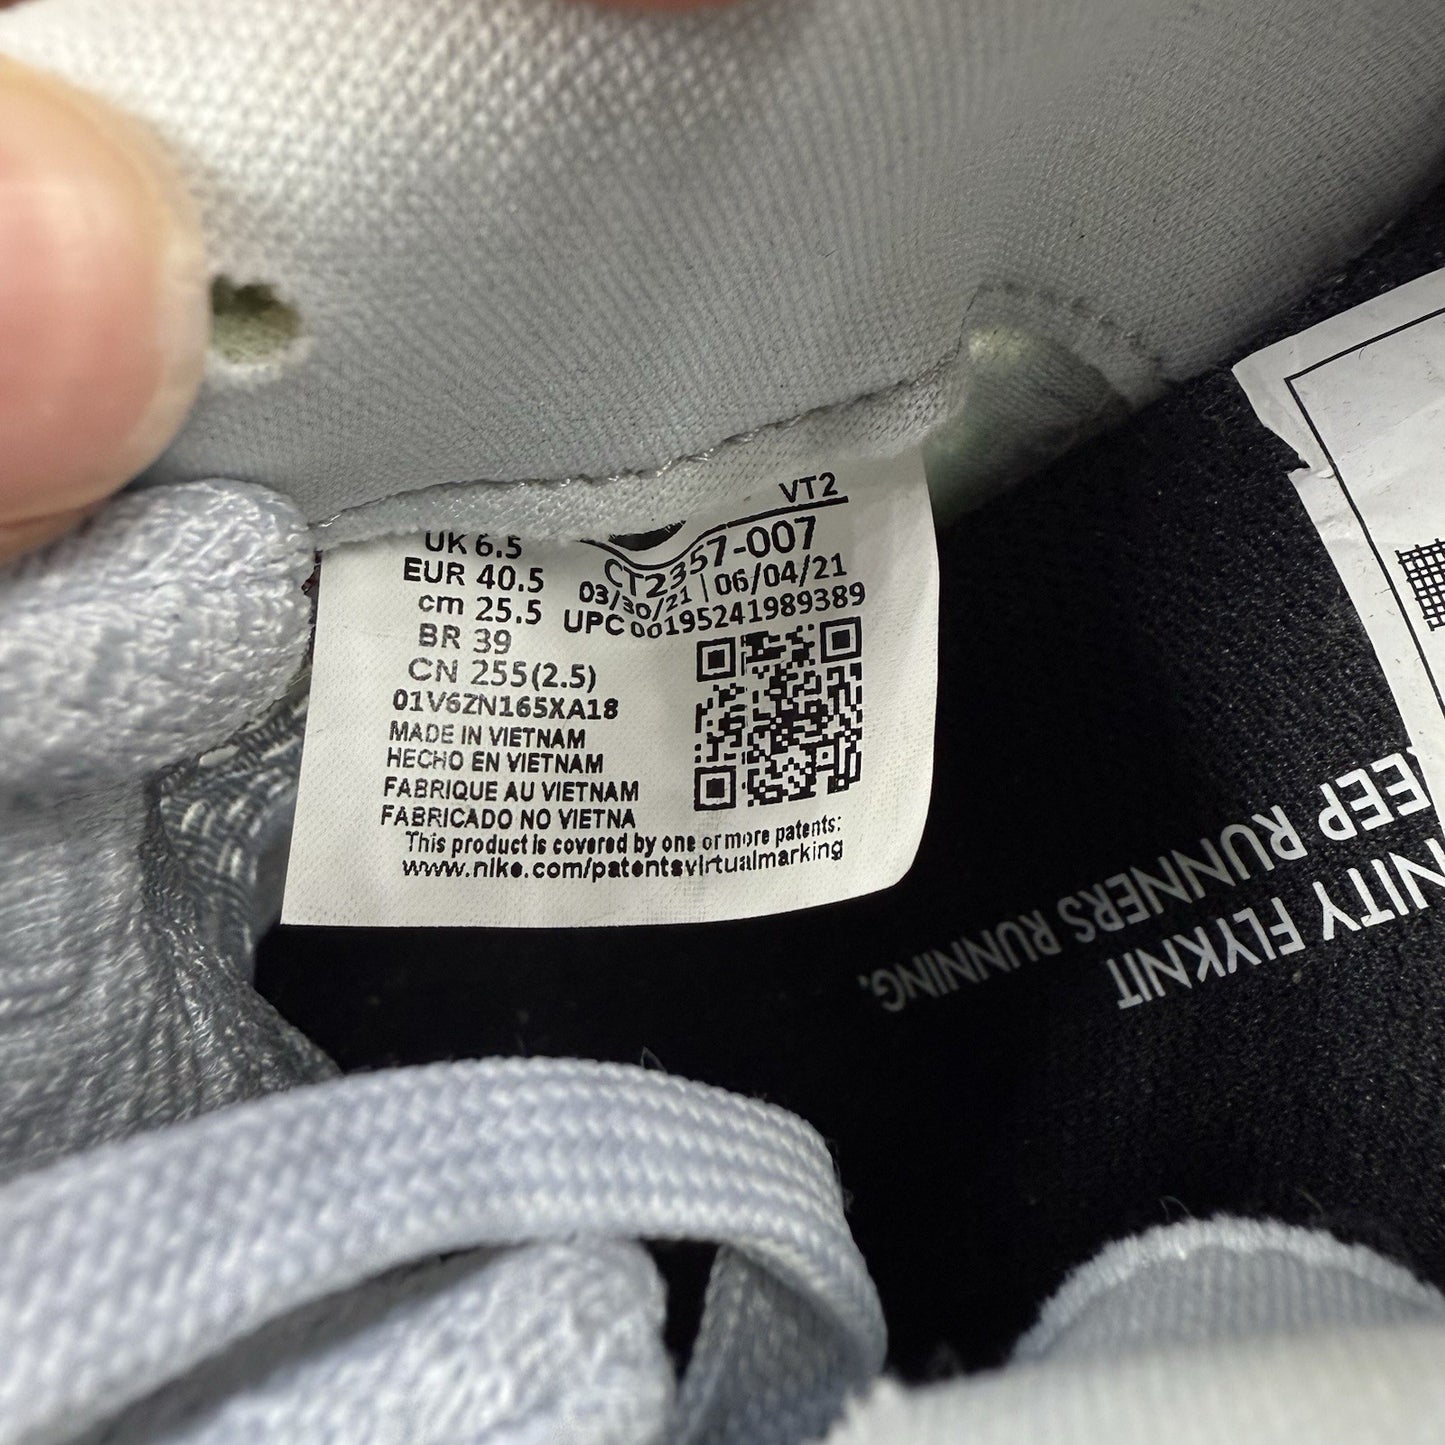 VT2
UK 6.5
EUR 40.5
cm 25.5
BR 39
CN 255(2.5)
CT2357-007
03/30/21 | 06/04/21
UPC 00195241989389
01V6ZN165XA18
MADE IN VIETNAM
HECHO EN VIETNAM
FABRIQUE AU VIETNAM
FABRICADO NO VIETNA
This product is covered by one or more patents:
www.nike.com/patentsvirtualmarking
NITY FLYKNIT
EEP RUNNERS RUNNING.